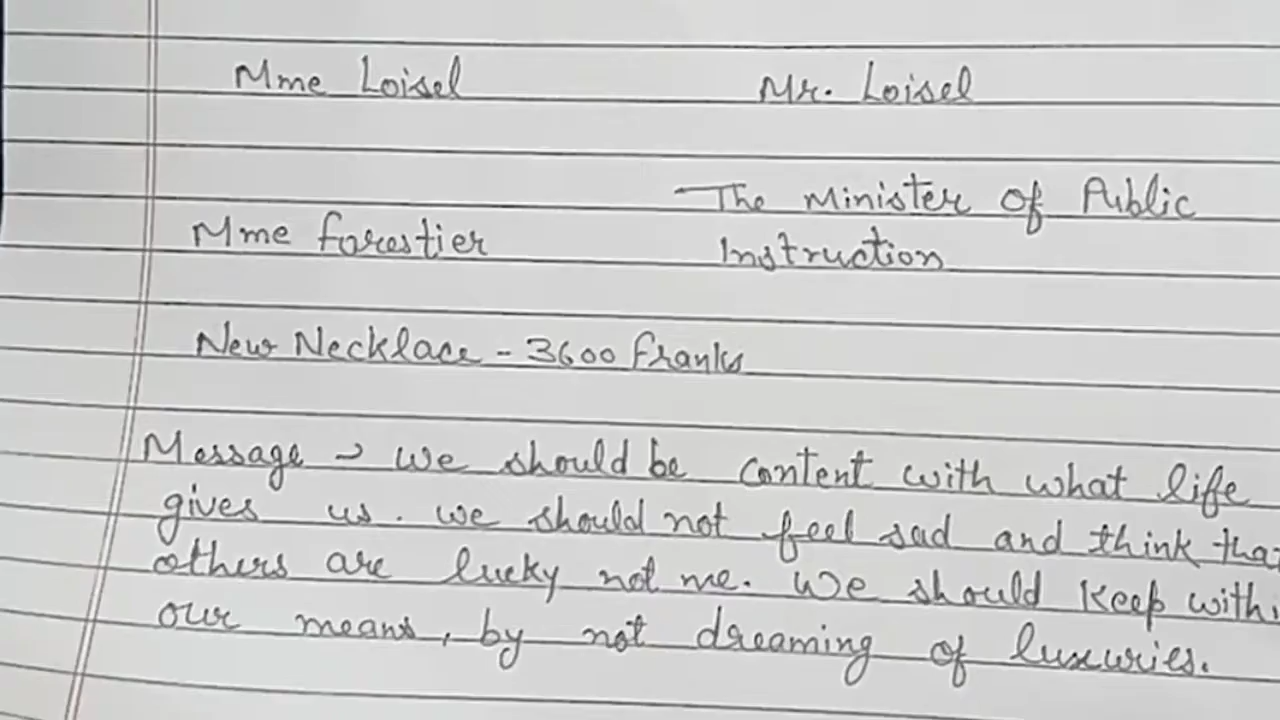 Mme Loisel Mr. Loisel
The Minister of Public
Mme forestier Instruction
New Necklace - 3600 franks
Message → we should be content with what life
gives us. we should not feel sad and think that
others are lucky not me. We should keep withi
our means, by not dreaming of luxuries.